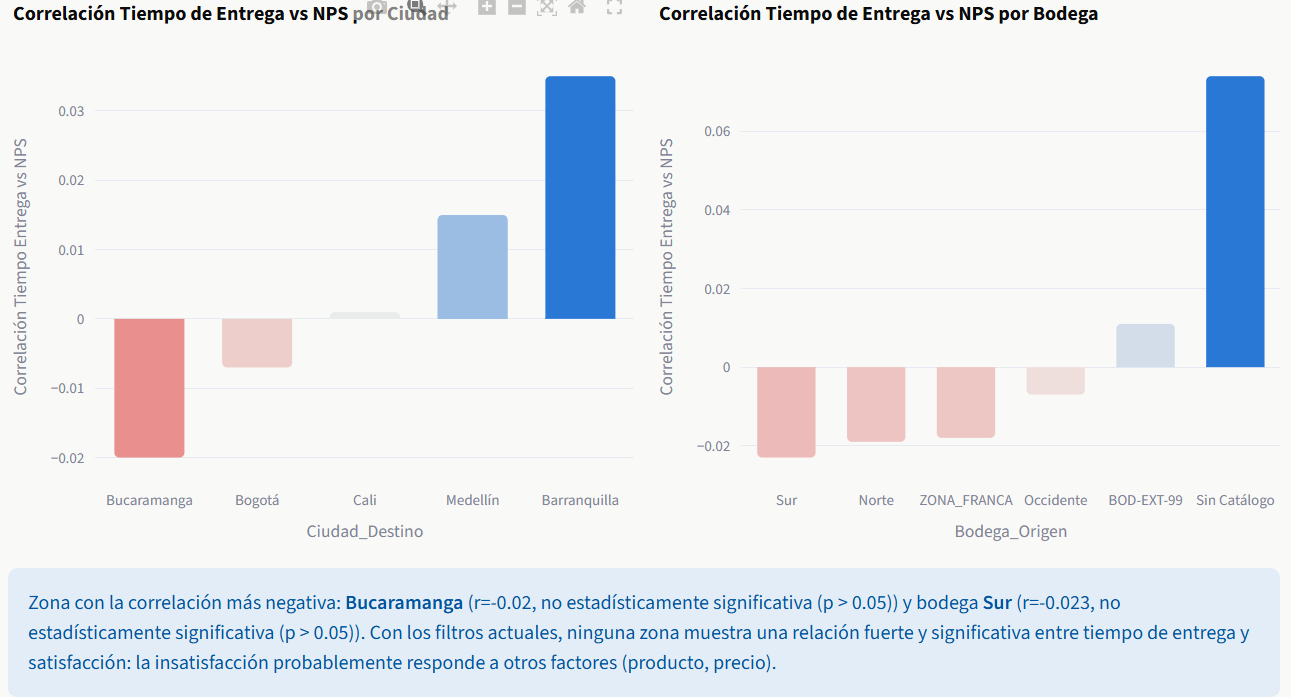 Correlación Tiempo de Entrega vs NPS por Ciudad
Correlación Tiempo Entrega vs NPS
0.03
0.02
0.01
0
−0.01
−0.02
Bucaramanga
Bogotá
Cali
Medellín
Barranquilla
Ciudad_Destino
Correlación Tiempo de Entrega vs NPS por Bodega
Correlación Tiempo Entrega vs NPS
0.06
0.04
0.02
0
−0.02
Sur
Norte
ZONA_FRANCA
Occidente
BOD-EXT-99
Sin Catálogo
Bodega_Origen
Zona con la correlación más negativa: Bucaramanga (r=-0.02, no estadísticamente significativa (p > 0.05)) y bodega Sur (r=-0.023, no
estadísticamente significativa (p > 0.05)). Con los filtros actuales, ninguna zona muestra una relación fuerte y significativa entre tiempo de entrega y
satisfacción: la insatisfacción probablemente responde a otros factores (producto, precio).